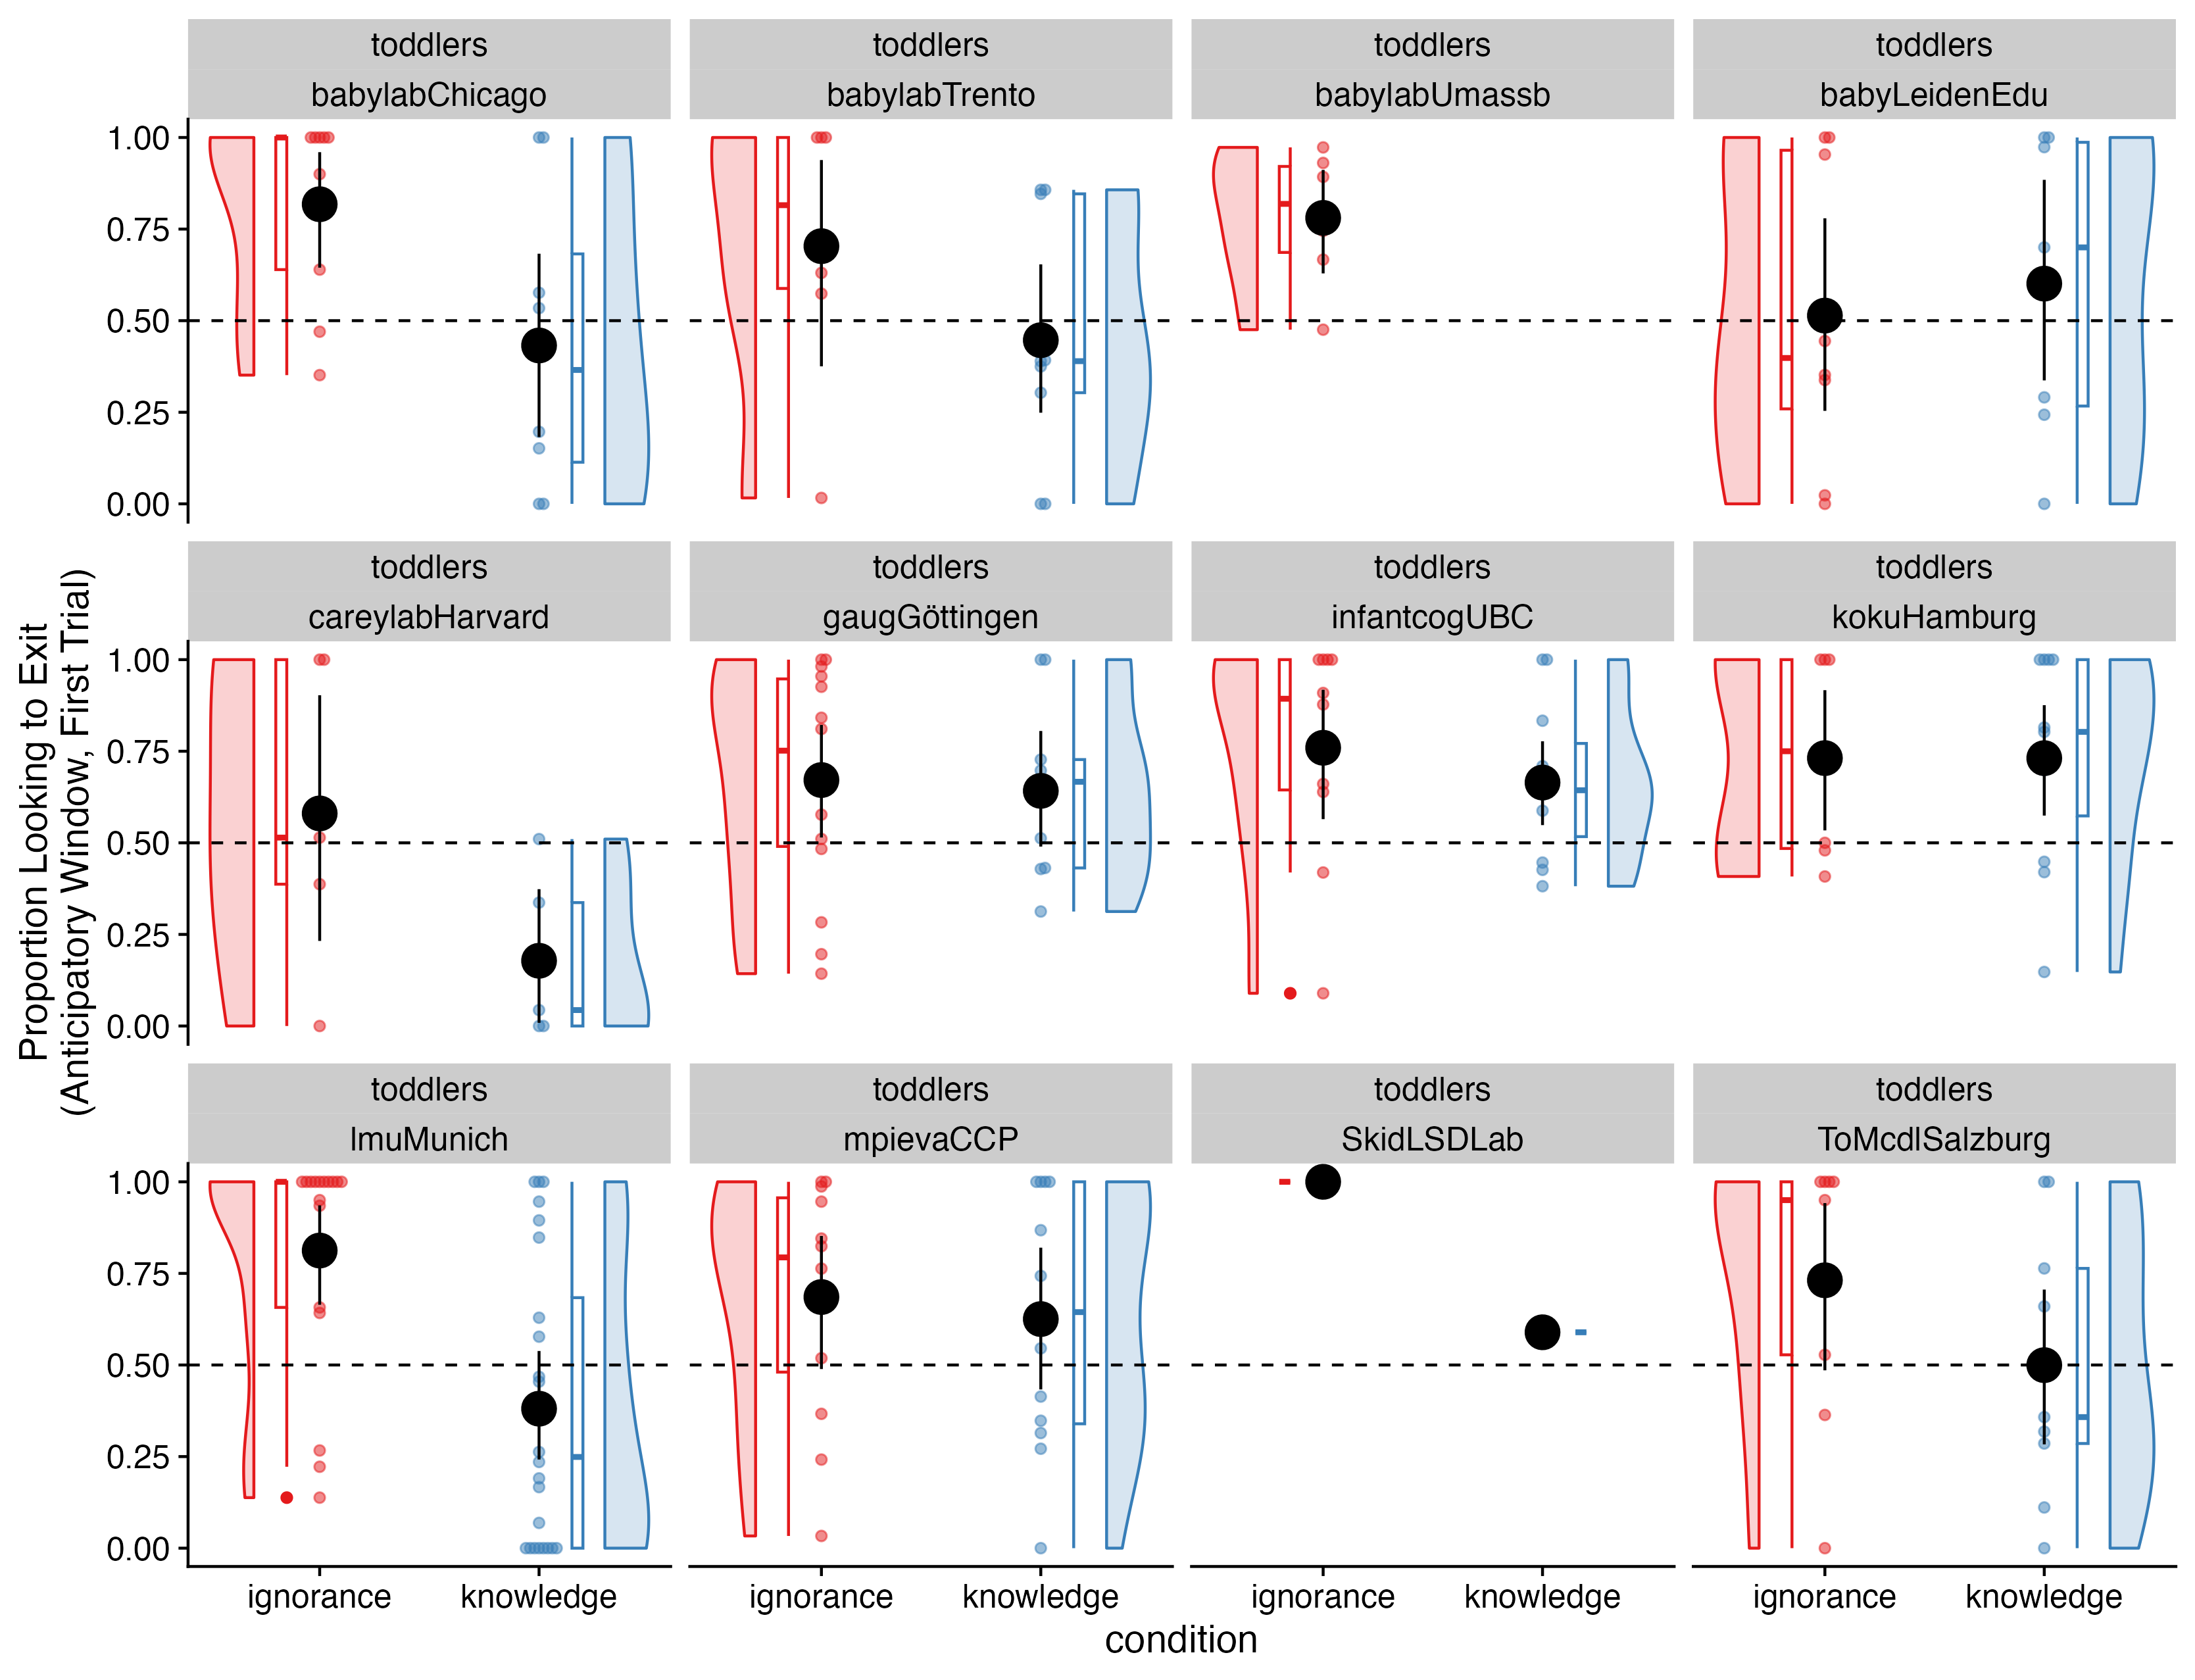 toddlers
toddlers
toddlers
toddlers
babylabChicago
babylabTrento
babylabUmassb
babyLeidenEdu
1.00
0.75
0.50
0.25
0.00
toddlers
toddlers
toddlers
toddlers
careylabHarvard
gaugGöttingen
infantcogUBC
kokuHamburg
1.00
0.75
0.50
0.25
0.00
Proportion Looking to Exit
(Anticipatory Window, First Trial)
toddlers
toddlers
toddlers
toddlers
lmuMunich
mpievaCCP
SkidLSDLab
ToMcdlSalzburg
1.00
0.75
0.50
0.25
0.00
ignorance
knowledge
ignorance
knowledge
ignorance
knowledge
ignorance
knowledge
condition